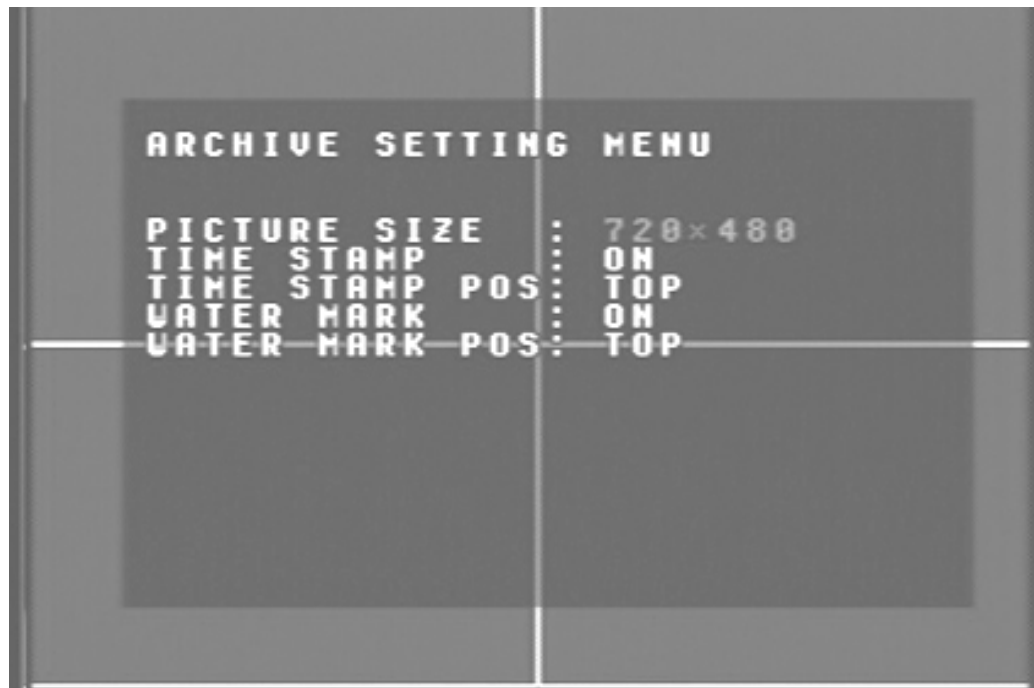 ARCHIVE SETTING MENU
PICTURE SIZE : 720×480
TIME STAMP : ON
TIME STAMP POS: TOP
WATER MARK : ON
WATER MARK POS: TOP